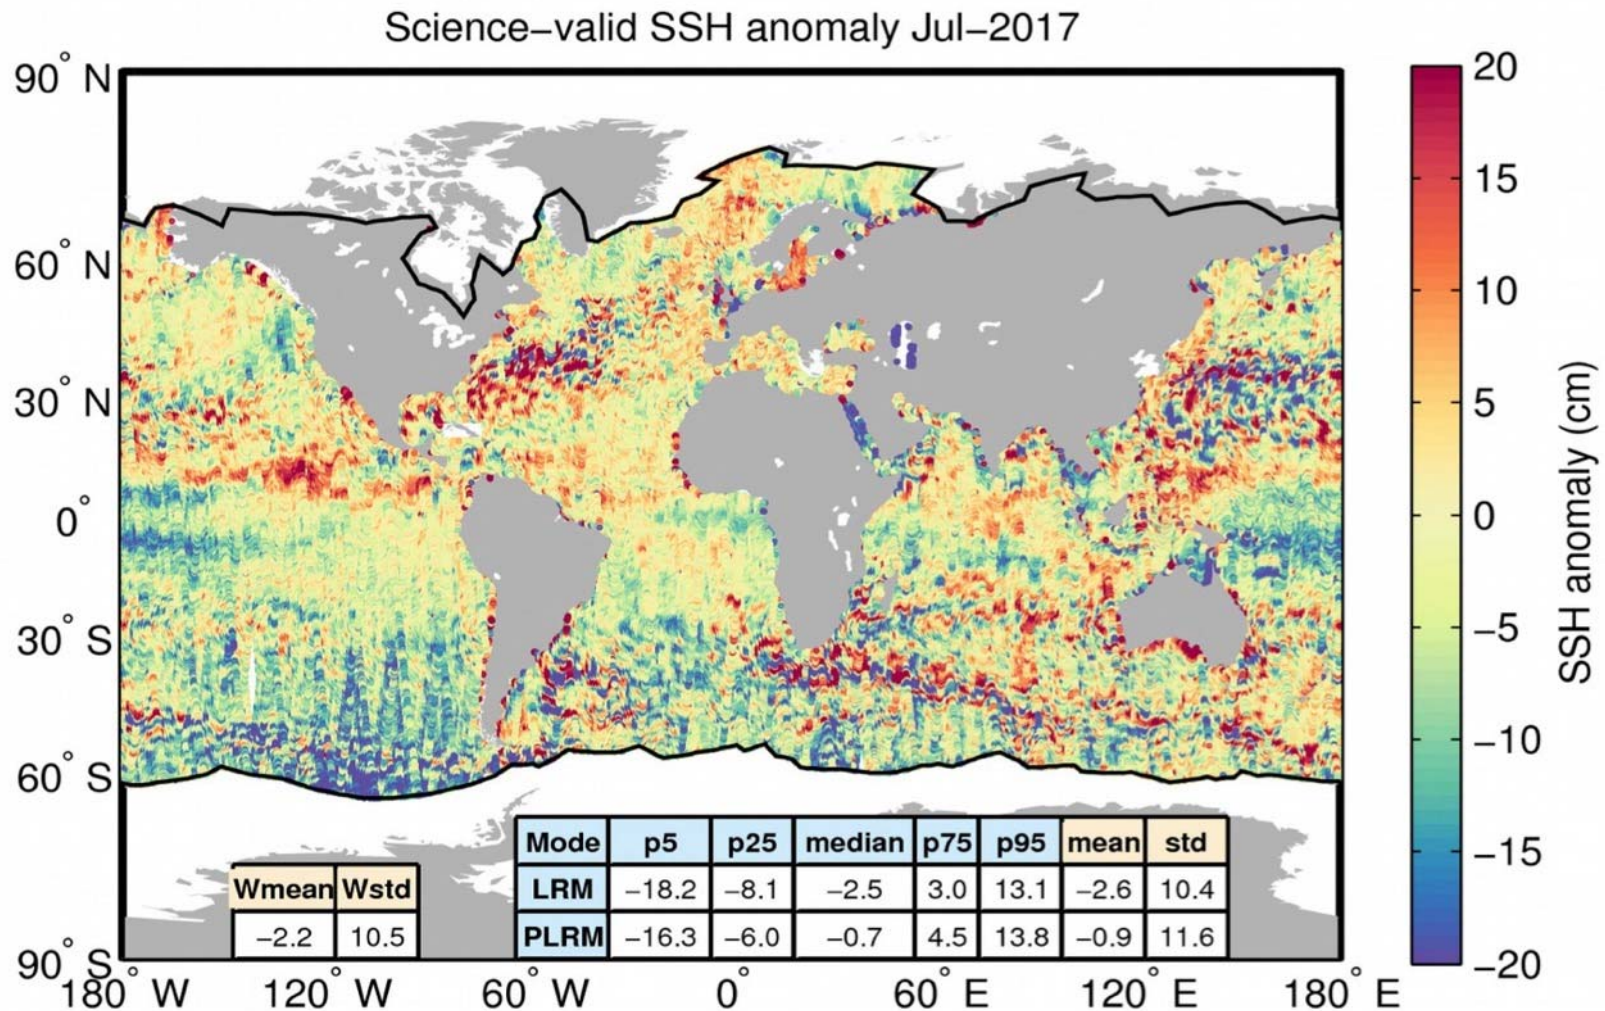 Science−valid SSH anomaly Jul−2017
90° N
60° N
30° N
0°
30° S
60° S
90° S
180° W 120° W 60° W 0° 60° E 120° E 180° E
Wmean Wstd
−2.2 10.5
Mode p5 p25 median p75 p95 mean std
LRM −18.2 −8.1 −2.5 3.0 13.1 −2.6 10.4
PLRM −16.3 −6.0 −0.7 4.5 13.8 −0.9 11.6
20
15
10
5
0
−5
−10
−15
−20
SSH anomaly (cm)